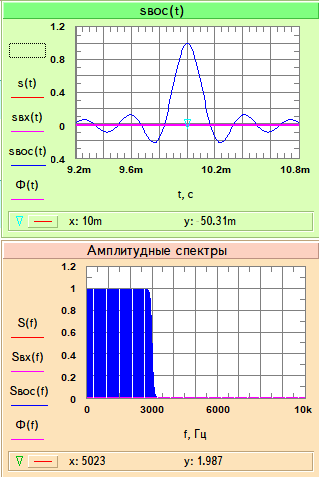 sвос(t)
1.2
0.8
0.4
0
0.4
s(t)
sвх(t)
sвос(t)
Ф(t)
9.2m 9.6m 10.2m 10.8m
t, с
x: 10m y: 50.31m
Амплитудные спектры
1.2
1
0.8
0.6
0.4
0.2
0
S(f)
Sвх(f)
Sвос(f)
Ф(f)
0 3000 6000 10k
f, Гц
x: 5023 y: 1.987